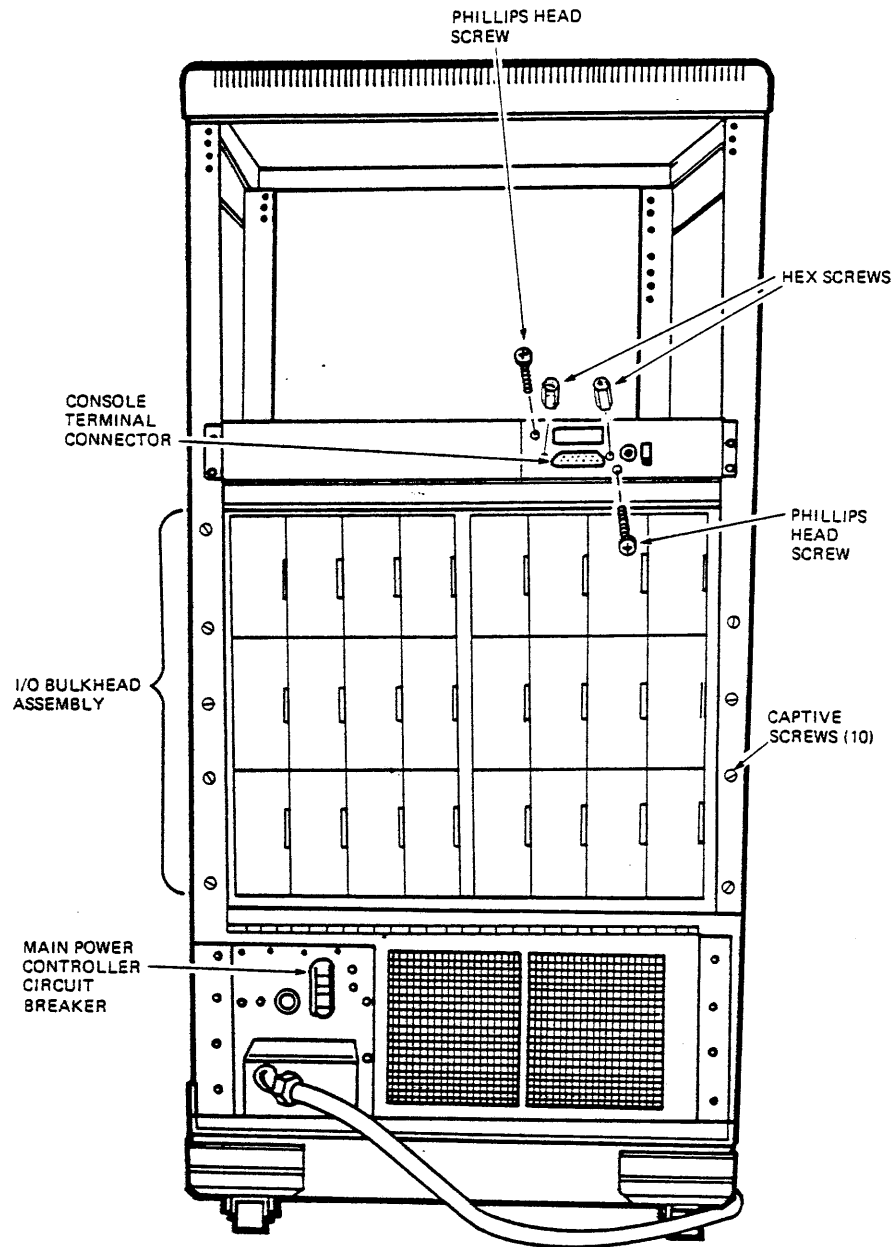 PHILLIPS HEAD
SCREW
HEX SCREWS
CONSOLE
TERMINAL
CONNECTOR
PHILLIPS
HEAD
SCREW
I/O BULKHEAD
ASSEMBLY
CAPTIVE
SCREWS (10)
MAIN POWER
CONTROLLER
CIRCUIT
BREAKER